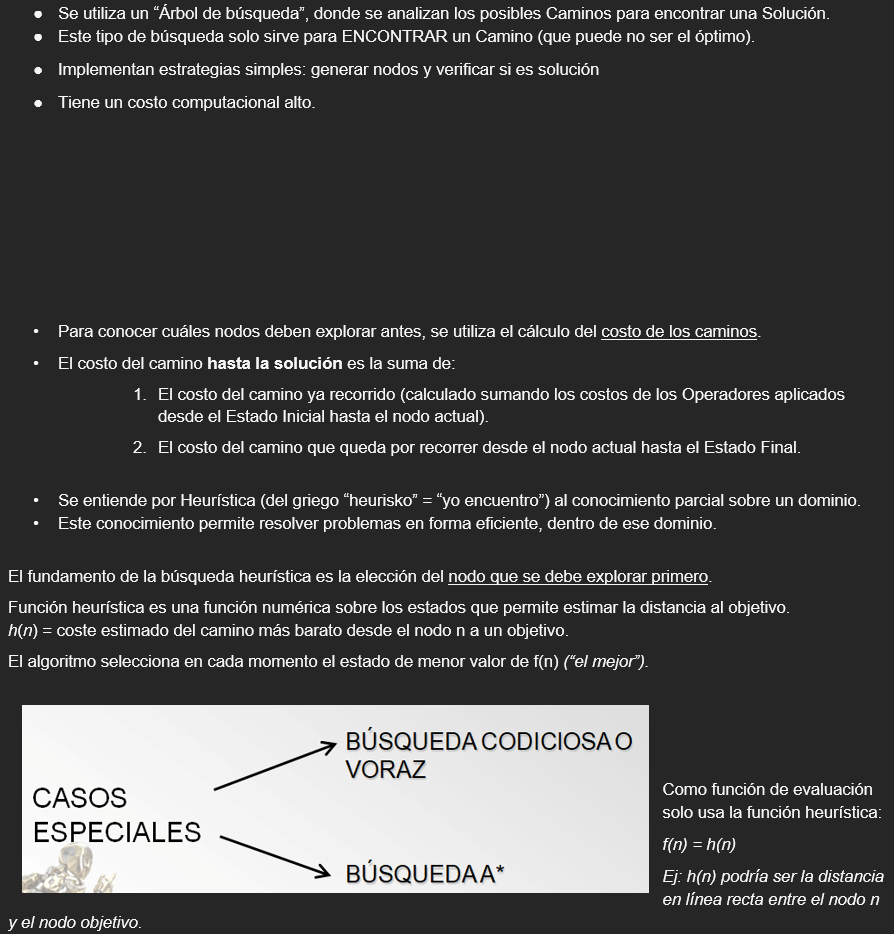 ● Se utiliza un “Árbol de búsqueda”, donde se analizan los posibles Caminos para encontrar una Solución.
● Este tipo de búsqueda solo sirve para ENCONTRAR un Camino (que puede no ser el óptimo).
● Implementan estrategias simples: generar nodos y verificar si es solución
● Tiene un costo computacional alto.
• Para conocer cuáles nodos deben explorar antes, se utiliza el cálculo del costo de los caminos.
• El costo del camino hasta la solución es la suma de:
1. El costo del camino ya recorrido (calculado sumando los costos de los Operadores aplicados
desde el Estado Inicial hasta el nodo actual).
2. El costo del camino que queda por recorrer desde el nodo actual hasta el Estado Final.
• Se entiende por Heurística (del griego “heurisko” = “yo encuentro”) al conocimiento parcial sobre un dominio.
• Este conocimiento permite resolver problemas en forma eficiente, dentro de ese dominio.
El fundamento de la búsqueda heurística es la elección del nodo que se debe explorar primero.
Función heurística es una función numérica sobre los estados que permite estimar la distancia al objetivo.
h(n) = coste estimado del camino más barato desde el nodo n a un objetivo.
El algoritmo selecciona en cada momento el estado de menor valor de f(n) (“el mejor”).
CASOS
ESPECIALES
BÚSQUEDA CODICIOSA O
VORAZ
BÚSQUEDA A*
Como función de evaluación
solo usa la función heurística:
f(n) = h(n)
Ej: h(n) podría ser la distancia
en línea recta entre el nodo n
y el nodo objetivo.